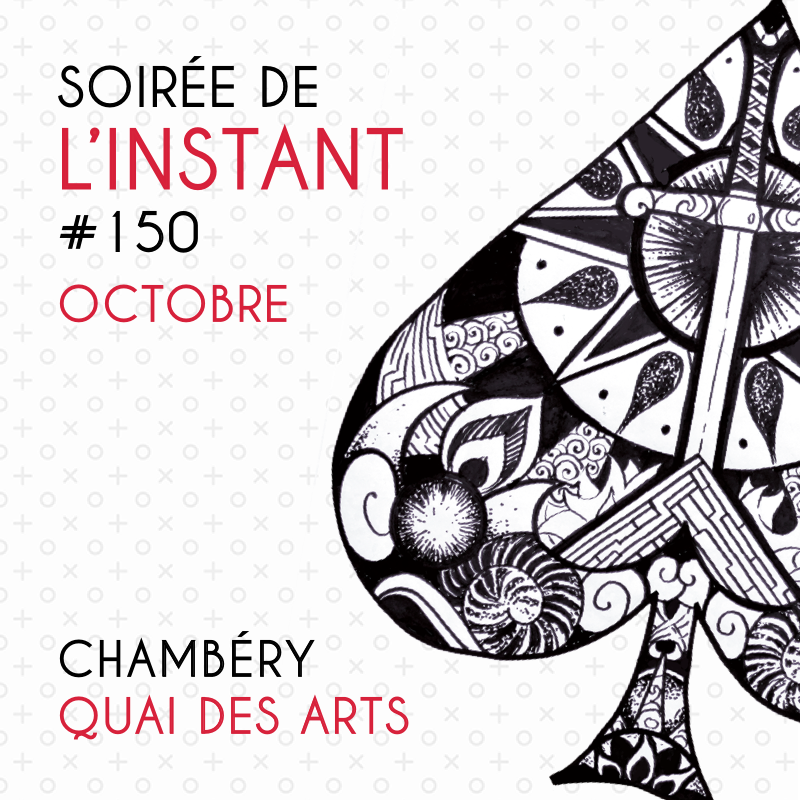 SOIRÉE DE
L'INSTANT
#150
OCTOBRE
CHAMBÉRY
QUAI DES ARTS